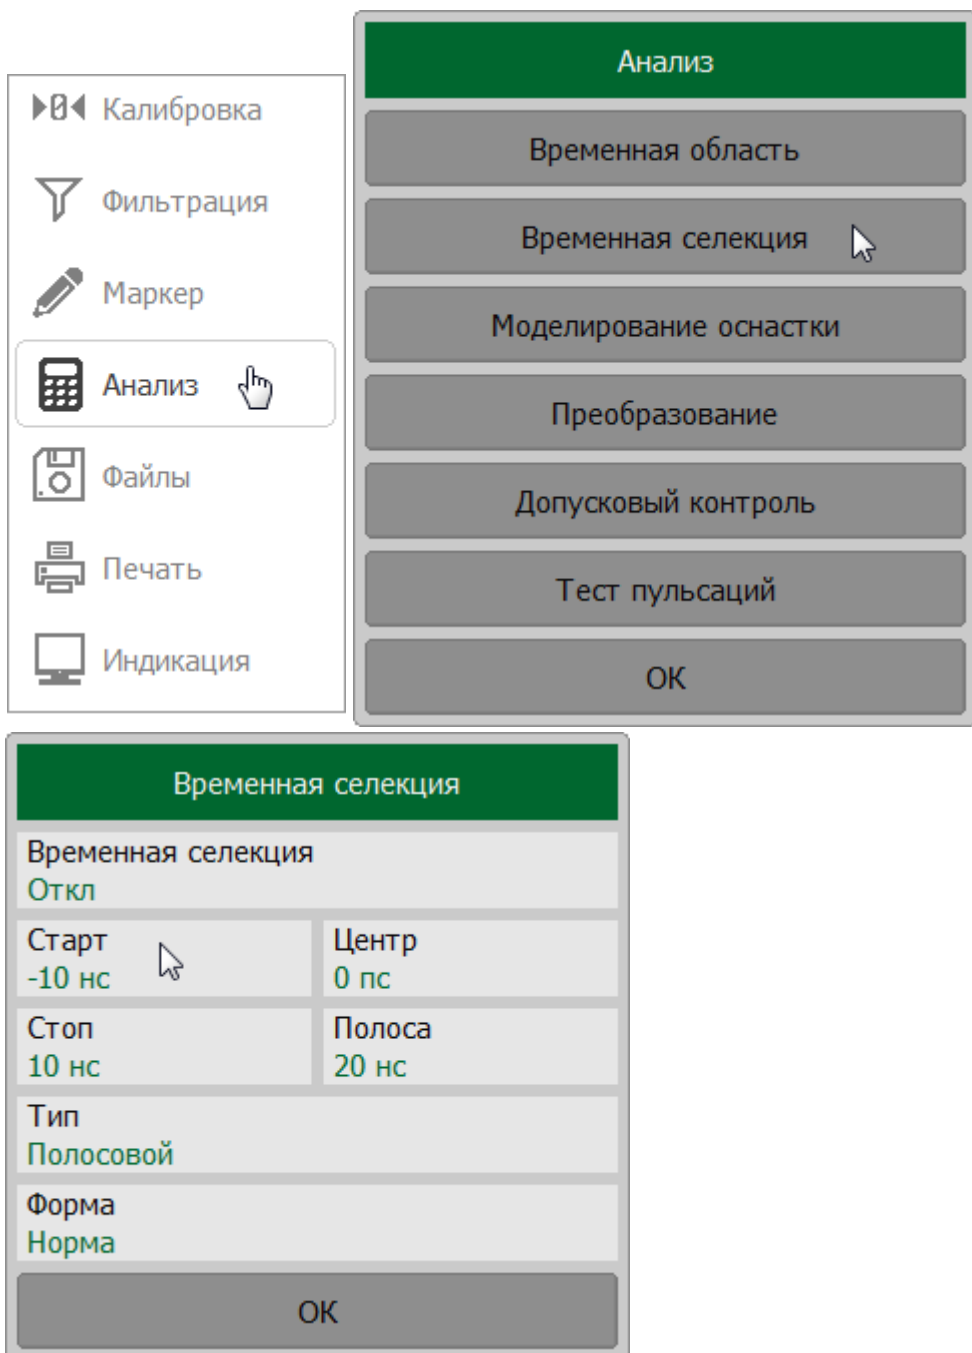 Калибровка
Фильтрация
Маркер
Анализ
Файлы
Печать
Индикация
Анализ
Временная область
Временная селекция
Моделирование оснастки
Преобразование
Допусковый контроль
Тест пульсаций
ОК
Временная селекция
Временная селекция
Откл
Старт
-10 нс
Центр
0 пс
Стоп
10 нс
Полоса
20 нс
Тип
Полосовой
Форма
Норма
ОК